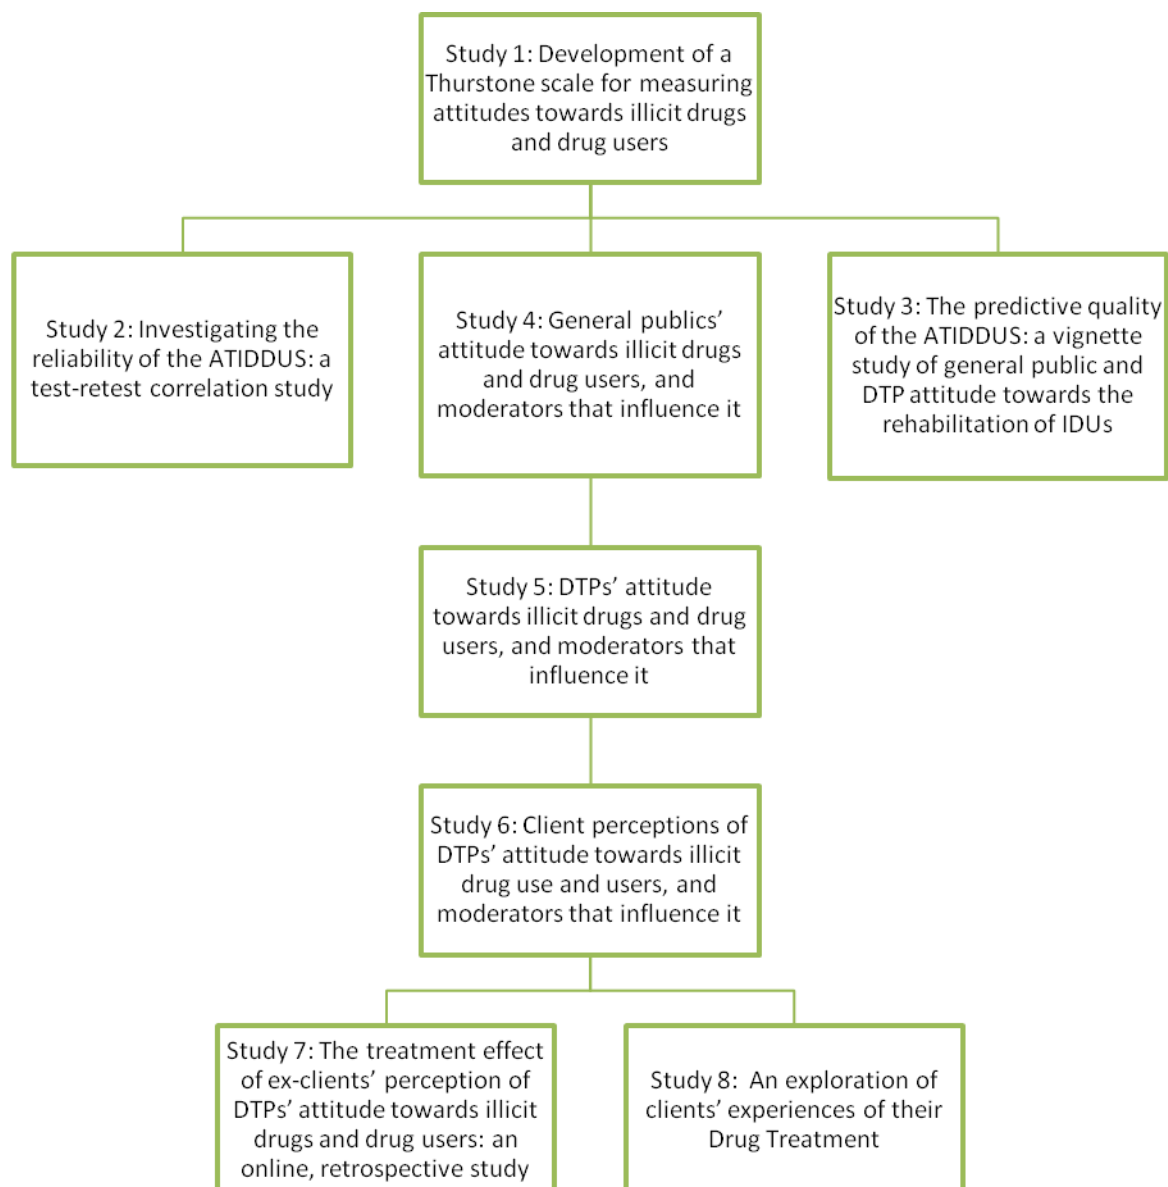 Study 1: Development of a
Thurstone scale for measuring
attitudes towards illicit drugs
and drug users
Study 2: Investigating the
reliability of the ATIDDUS: a
test-retest correlation study
Study 4: General publics’
attitude towards illicit drugs
and drug users, and
moderators that influence it
Study 3: The predictive quality
of the ATIDDUS: a vignette
study of general public and
DTP attitude towards the
rehabilitation of IDUs
Study 5: DTPs’ attitude
towards illicit drugs and drug
users, and moderators that
influence it
Study 6: Client perceptions of
DTPs’ attitude towards illicit
drug use and users, and
moderators that influence it
Study 7: The treatment effect
of ex-clients’ perception of
DTPs’ attitude towards illicit
drugs and drug users: an
online, retrospective study
Study 8:  An exploration of
clients’ experiences of their
Drug Treatment